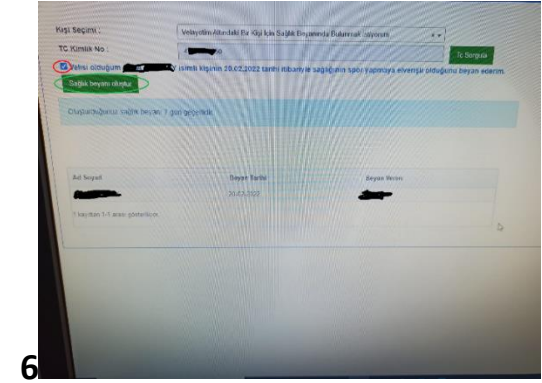 Kişi Seçimi :
Velayetim Altındaki Bir Kişi İçin Sağlık Beyanında Bulunmak İstiyorum
TC Kimlik No :
Tc Sorgula
Velisi olduğum isimli kişinin 20.02.2022 tarihi itibariyle sağlığının spor yapmaya elverişli olduğunu beyan ederim.
Sağlık beyanı oluştur
Oluşturduğunuz sağlık beyanı 1 gün geçerlidir.
Ad Soyad Beyan Tarihi Beyan Veren
20.02.2022
1 kayıttan 1-1 arası gösteriliyor.
6